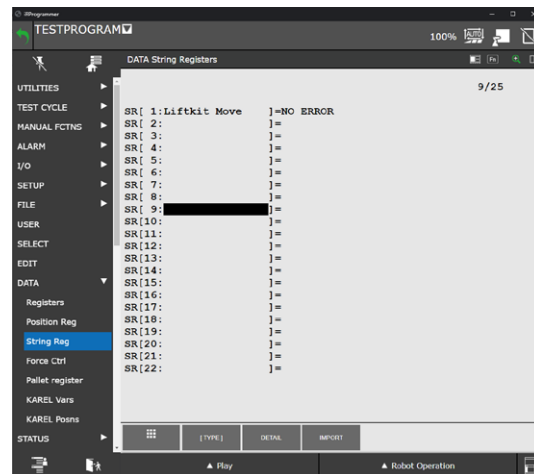 iRProgrammer
TESTPROGRAM
100%
AUTO
DATA String Registers
Fn
9/25
UTILITIES
TEST CYCLE
MANUAL FCTNS
ALARM
I/O
SETUP
FILE
USER
SELECT
EDIT
DATA
Registers
Position Reg
String Reg
Force Ctrl
Pallet register
KAREL Vars
KAREL Posns
STATUS
SR[ 1:Liftkit Move ]=NO ERROR
SR[ 2: ]=
SR[ 3: ]=
SR[ 4: ]=
SR[ 5: ]=
SR[ 6: ]=
SR[ 7: ]=
SR[ 8: ]=
SR[ 9: ]=
SR[10: ]=
SR[11: ]=
SR[12: ]=
SR[13: ]=
SR[14: ]=
SR[15: ]=
SR[16: ]=
SR[17: ]=
SR[18: ]=
SR[19: ]=
SR[20: ]=
SR[21: ]=
SR[22: ]=
[TYPE]
DETAIL
IMPORT
▲ Play
▲ Robot Operation